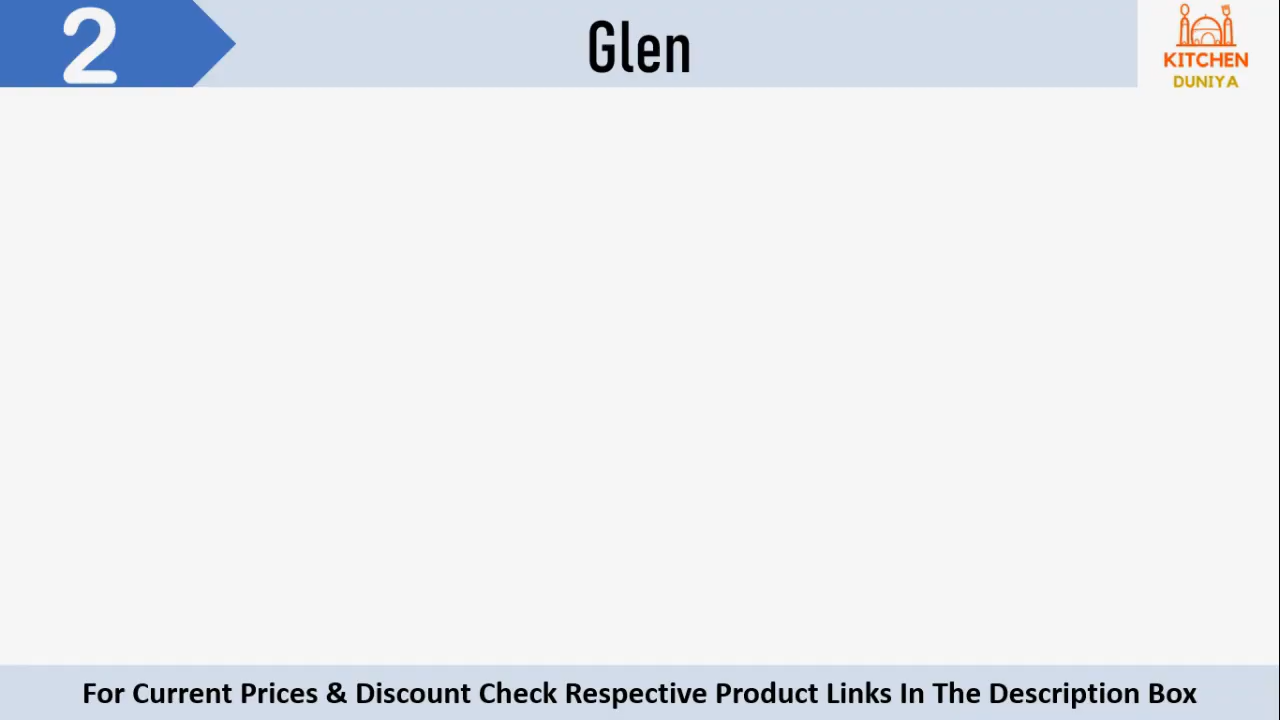 2
Glen
KITCHEN
DUNIYA
For Current Prices & Discount Check Respective Product Links In The Description Box